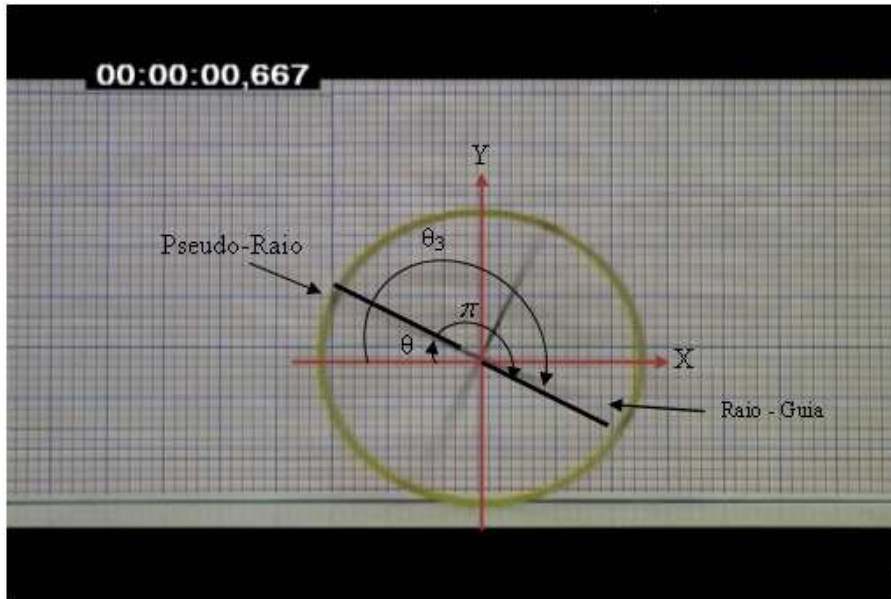 00:00:00,667
Y
Pseudo-Raio
θ3
π
θ
X
Raio - Guia